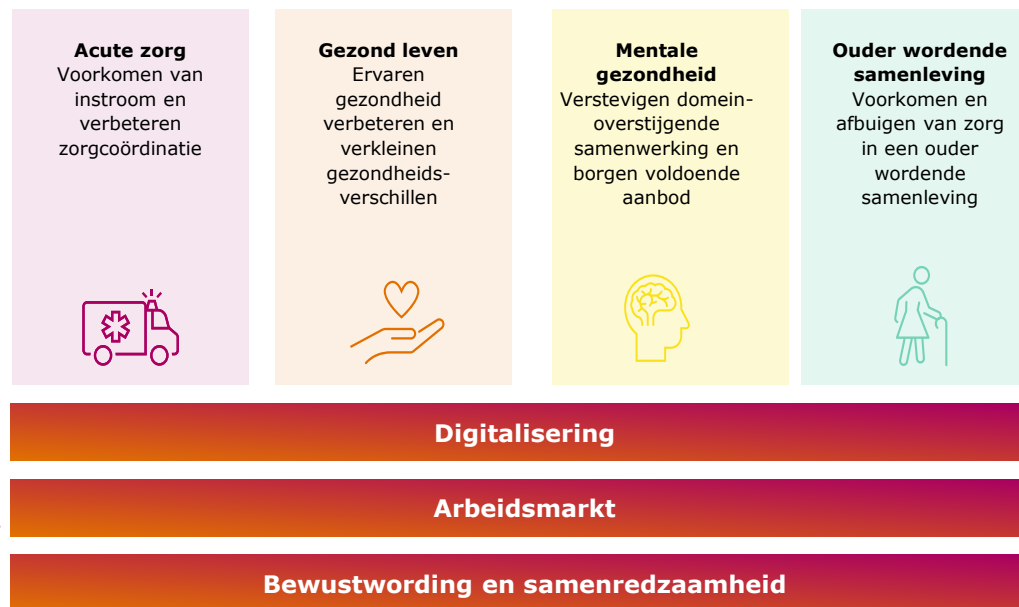 Acute zorg
Voorkomen van
instroom en
verbeteren
zorgcoördinatie
Gezond leven
Ervaren
gezondheid
verbeteren en
verkleinen
gezondheids-
verschillen
Mentale
gezondheid
Verstevigen domein-
overstijgende
samenwerking en
borgen voldoende
aanbod
Ouder wordende
samenleving
Voorkomen en
afbuigen van zorg
in een ouder
wordende
samenleving
Digitalisering
Arbeidsmarkt
Bewustwording en samenredzaamheid